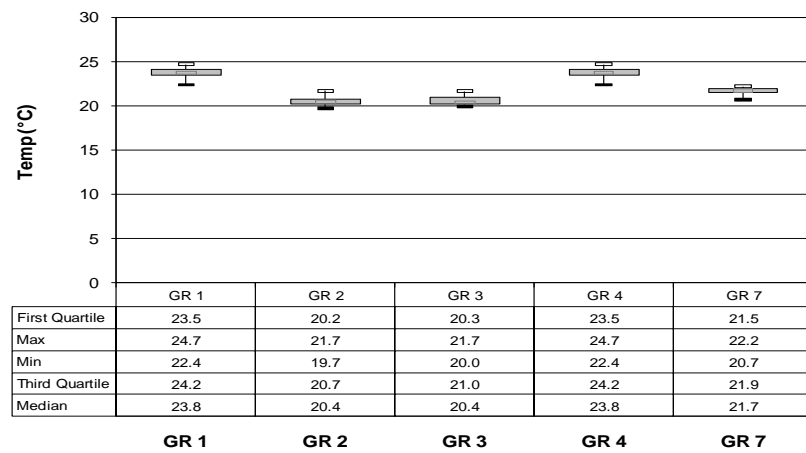 30
25
20
15
10
5
0
Temp (°C)
GR 1 GR 2 GR 3 GR 4 GR 7
First Quartile 23.5 20.2 20.3 23.5 21.5
Max 24.7 21.7 21.7 24.7 22.2
Min 22.4 19.7 20.0 22.4 20.7
Third Quartile 24.2 20.7 21.0 24.2 21.9
Median 23.8 20.4 20.4 23.8 21.7
GR 1 GR 2 GR 3 GR 4 GR 7